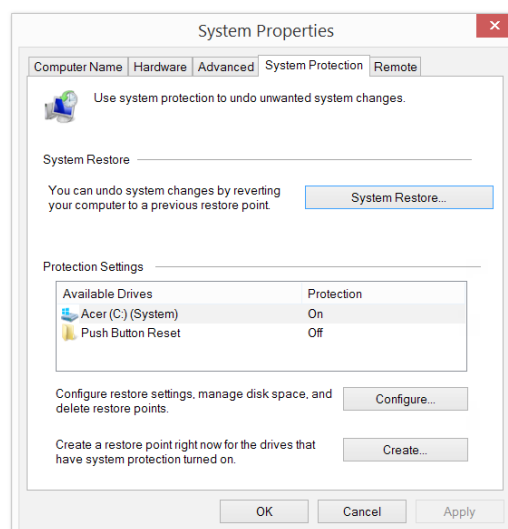 System Properties
Computer Name Hardware Advanced System Protection Remote
Use system protection to undo unwanted system changes.
System Restore
You can undo system changes by reverting
your computer to a previous restore point.
System Restore...
Protection Settings
Available Drives Protection
Acer (C:) (System) On
Push Button Reset Off
Configure restore settings, manage disk space, and
delete restore points.
Configure...
Create a restore point right now for the drives that
have system protection turned on.
Create...
OK Cancel Apply